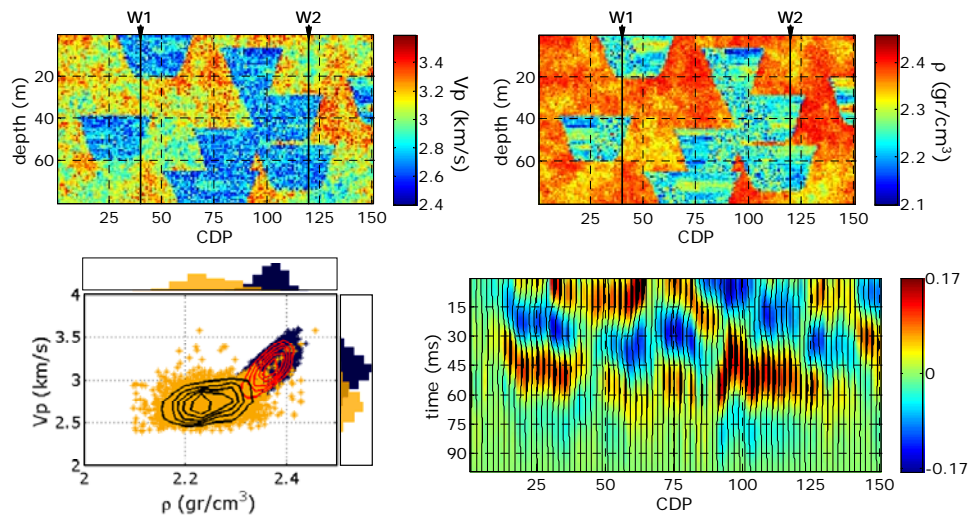 W1 W2
20
40
60
depth (m)
25 50 75 100 125 150
CDP
3.4
3.2
3.0
2.8
2.6
2.4
Vp (km/s)
W1 W2
20
40
60
depth (m)
25 50 75 100 125 150
CDP
2.4
2.3
2.2
2.1
ρ (gr/cm³)
4
3.5
3
2.5
2
Vp (km/s)
2 2.2 2.4
ρ (gr/cm³)
15
30
45
60
75
90
time (ms)
25 50 75 100 125 150
CDP
0.17
0
-0.17